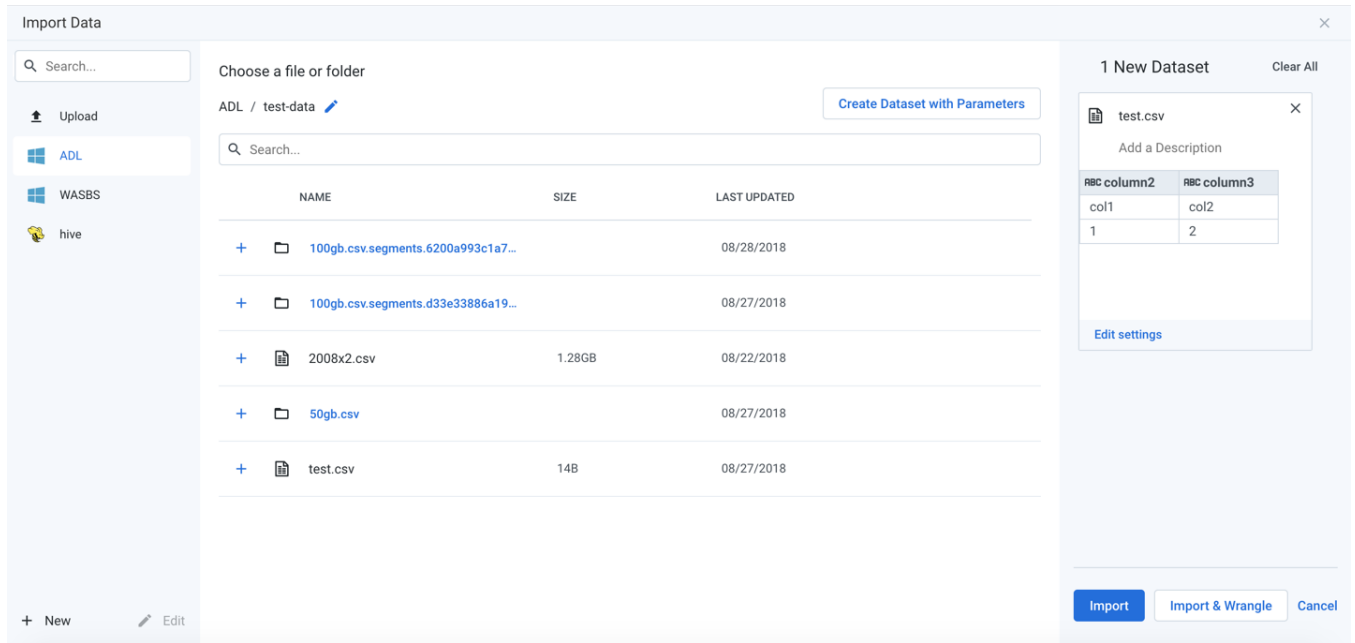 Import Data
Search...
Upload
ADL
WASBS
hive
+ New
Edit
Choose a file or folder
ADL / test-data
Create Dataset with Parameters
Search...
NAME SIZE LAST UPDATED
+ 100gb.csv.segments.6200a993c1a7... 08/28/2018
+ 100gb.csv.segments.d33e33886a19... 08/27/2018
+ 2008x2.csv 1.28GB 08/22/2018
+ 50gb.csv 08/27/2018
+ test.csv 14B 08/27/2018
1 New Dataset Clear All
test.csv
Add a Description
ABC column2 ABC column3
col1 col2
1 2
Edit settings
Import Import & Wrangle Cancel